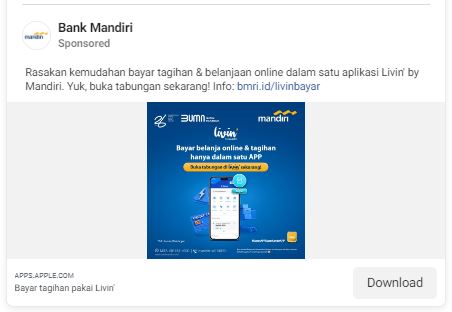 mandiri
Bank Mandiri
Sponsored
Rasakan kemudahan bayar tagihan & belanjaan online dalam satu aplikasi Livin' by
Mandiri. Yuk, buka tabungan sekarang! Info: bmri.id/livinbayar
BUMN
mandiri
livin'
Bayar belanja online & tagihan
hanya dalam satu APP
Buka tabungan di livin' sekarang!
APPS.APPLE.COM
Bayar tagihan pakai Livin'
Download